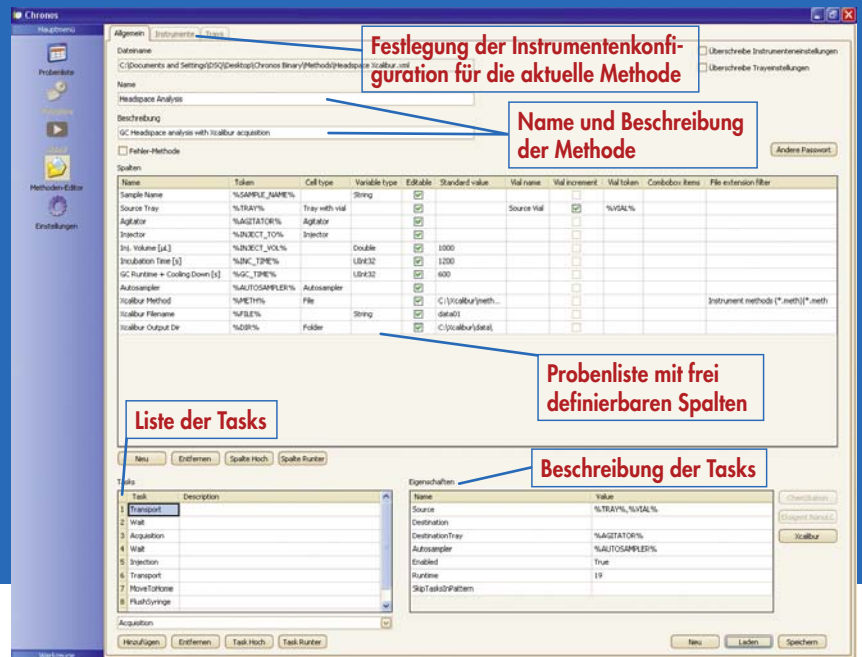 Chronos
Hauptmenü
Probenliste
Methoden-Editor
Einstellungen
Allgemein Instrumente Trays
Festlegung der Instrumentenkonfi-
guration für die aktuelle Methode
Dateiname
C:\Documents and Settings\DSQ\Desktop\Chronos Binary\Methods\Headspace Xcalibur.xml
Überschreibe Instrumenteneinstellungen
Überschreibe Trayeinstellungen
Name
Headspace Analysis
Name und Beschreibung
der Methode
Beschreibung
GC Headspace analysis with Xcalibur acquisition
Fehler-Methode
Ändere Passwort
Spalten
Name Token Cell type Variable type Editable Standard value Vial name Vial increment Vial token Combobox items File extension filter
Sample Name %SAMPLE_NAME% String
Source Tray %TRAY% Tray with vial Source Vial %VIAL%
Agitator %AGITATOR% Agitator
Injector %INJECT_TO% Injector
Inj. Volume [µL] %INJECT_VOL% Double 1000
Incubation Time [s] %INC_TIME% UInt32 1200
GC Runtime + Cooling Down [s] %GC_TIME% UInt32 600
Autosampler %AUTOSAMPLER% Autosampler
Xcalibur Method %METH% File C:\Xcalibur\meth... Instrument methods (*.meth)|*.meth
Xcalibur Filename %FILE% String data01
Xcalibur Output Dir %DIR% Folder C:\Xcalibur\data\
Probenliste mit frei
definierbaren Spalten
Liste der Tasks
Neu Entfernen Spalte Hoch Spalte Runter
Beschreibung der Tasks
Tasks
Task Description
1 Transport
2 Wait
3 Acquisition
4 Wait
5 Injection
6 Transport
7 MoveToHome
8 FlushSyringe
Acquisition
Hinzufügen Entfernen Task Hoch Task Runter
Eigenschaften
Name Value
Source %TRAY%,%VIAL%
Destination
DestinationTray %AGITATOR%
Autosampler %AUTOSAMPLER%
Enabled True
Runtime 19
SkipTasksInPattern
ChemStation
Xcalibur
Neu Laden Speichern